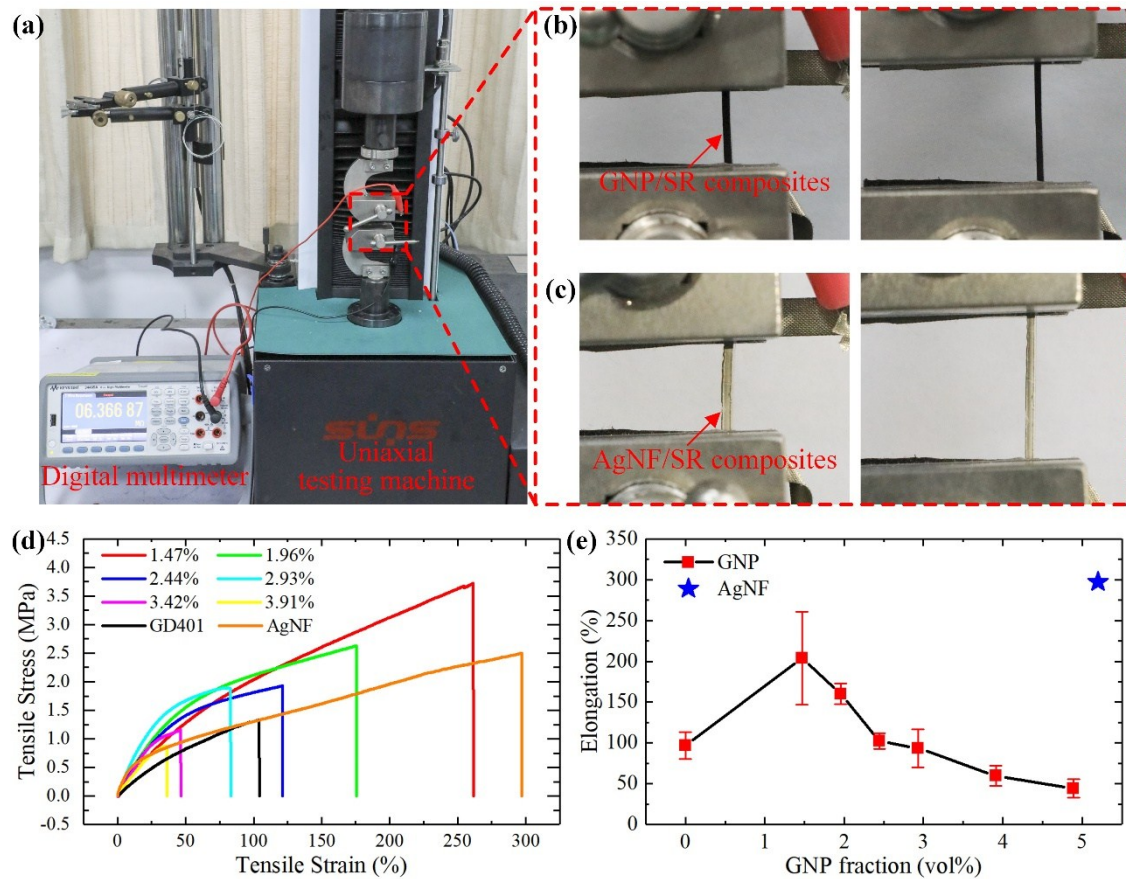 (a)
sans
Uniaxial
testing machine
KEYSIGHT
06.366 87
Digital multimeter
(b)
GNP/SR composites
(c)
AgNF/SR composites
(d)
4.5
4.0
3.5
3.0
2.5
2.0
1.5
1.0
0.5
0.0
-0.5
Tensile Stress (MPa)
1.47% 1.96%
2.44% 2.93%
3.42% 3.91%
GD401 AgNF
0 50 100 150 200 250 300
Tensile Strain (%)
(e)
350
300
250
200
150
100
50
0
Elongation (%)
GNP
AgNF
0 1 2 3 4 5
GNP fraction (vol%)